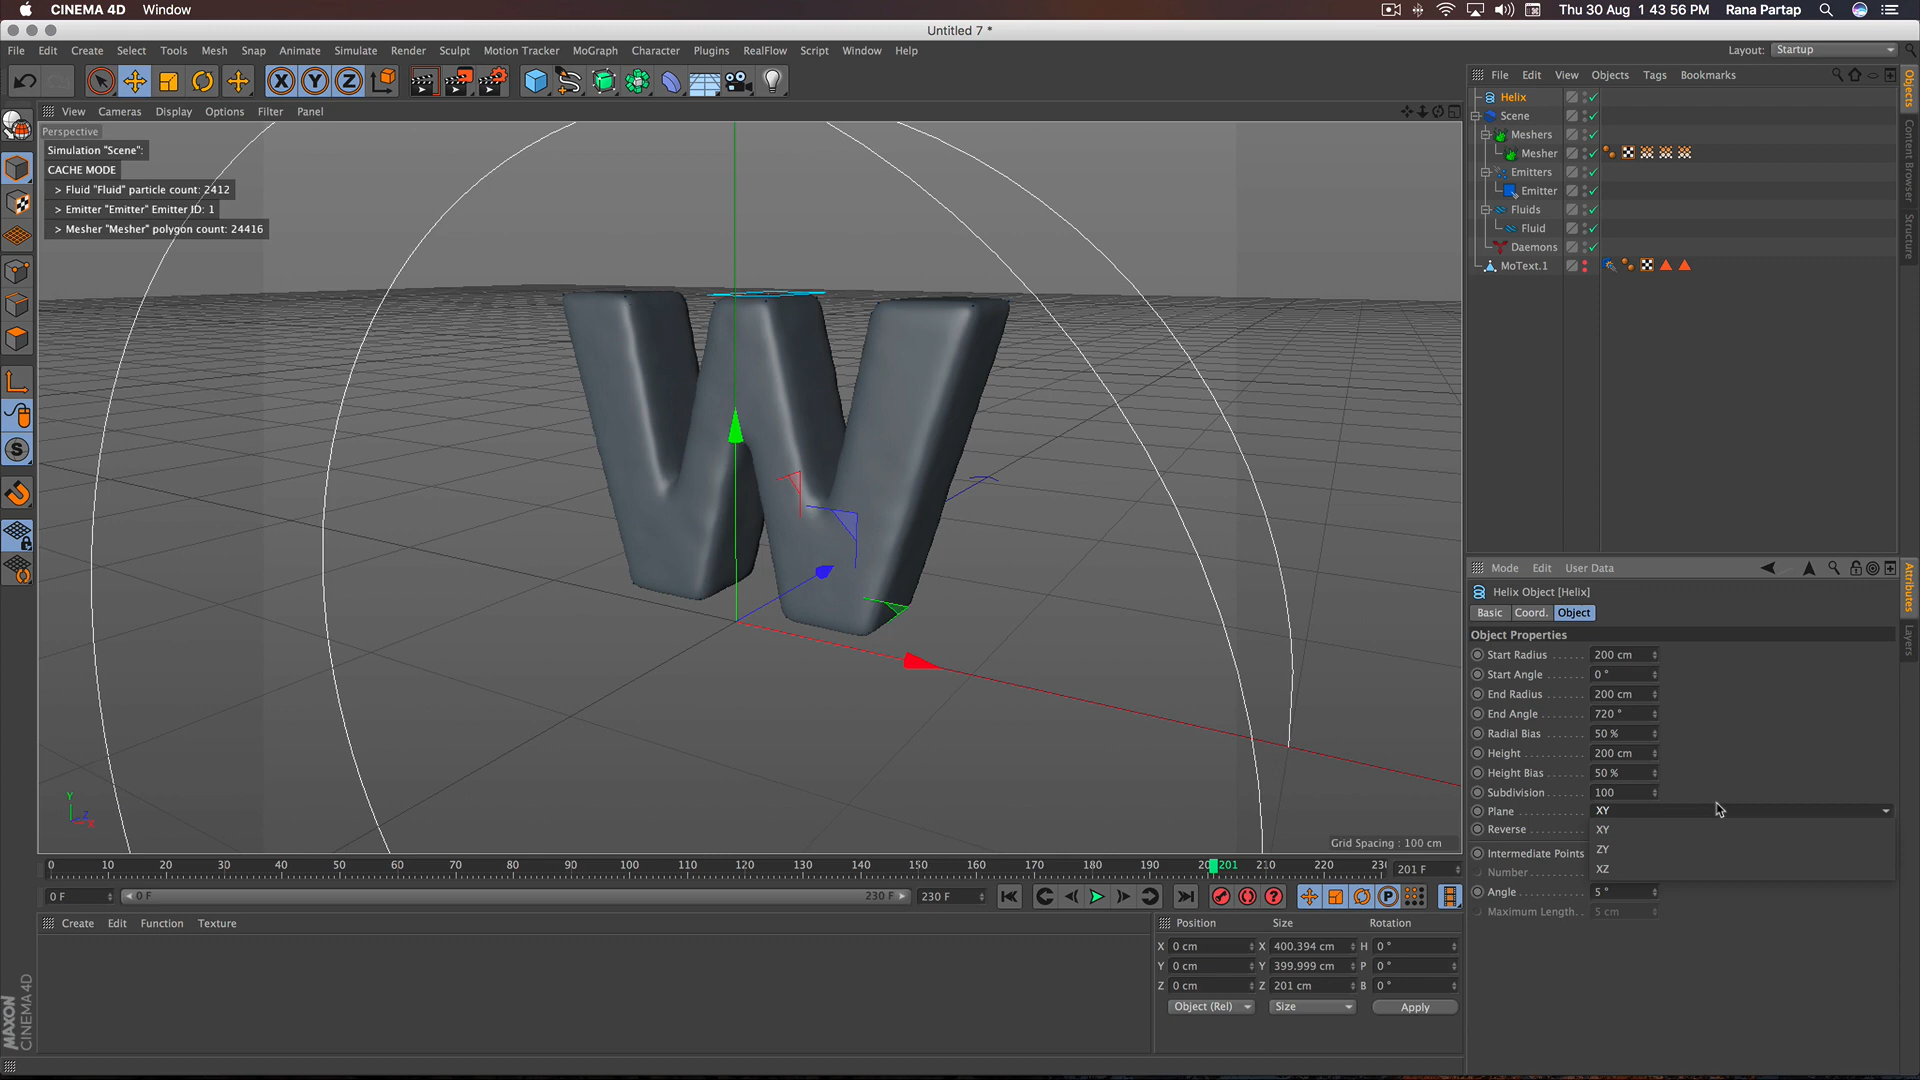 CINEMA 4D Window Thu 30 Aug 1 43 56 PM Rana Partap
Untitled 7 *
File Edit Create Select Tools Mesh Snap Animate Simulate Render Sculpt Motion Tracker MoGraph Character Plugins RealFlow Script Window Help Layout: Startup
X Y Z
File Edit View Objects Tags Bookmarks
View Cameras Display Options Filter Panel
Perspective
Simulation "Scene":
CACHE MODE
> Fluid "Fluid" particle count: 2412
> Emitter "Emitter" Emitter ID: 1
> Mesher "Mesher" polygon count: 24416
Helix
Scene
Meshers
Mesher
Emitters
Emitter
Fluids
Fluid
Daemons
MoText.1
Objects
Content Browser
Structure
W
Y
Z
X
Grid Spacing : 100 cm
Mode Edit User Data
Helix Object [Helix]
Basic Coord. Object
Object Properties
Start Radius 200 cm
Start Angle 0 °
End Radius 200 cm
End Angle 720 °
Radial Bias 50 %
Height 200 cm
Height Bias 50 %
Subdivision 100
Plane XY
Reverse XY
ZY
Intermediate Points
Number XZ
Angle 5 °
Maximum Length 5 cm
Attributes
Layers
0 10 20 30 40 50 60 70 80 90 100 110 120 130 140 150 160 170 180 190 20 201 210 220 230 201 F
0 F 0 F 230 F 230 F
Create Edit Function Texture
Position Size Rotation
X 0 cm X 400.394 cm H 0 °
Y 0 cm Y 399.999 cm P 0 °
Z 0 cm Z 201 cm B 0 °
Object (Rel) Size Apply
MAXON
CINEMA 4D